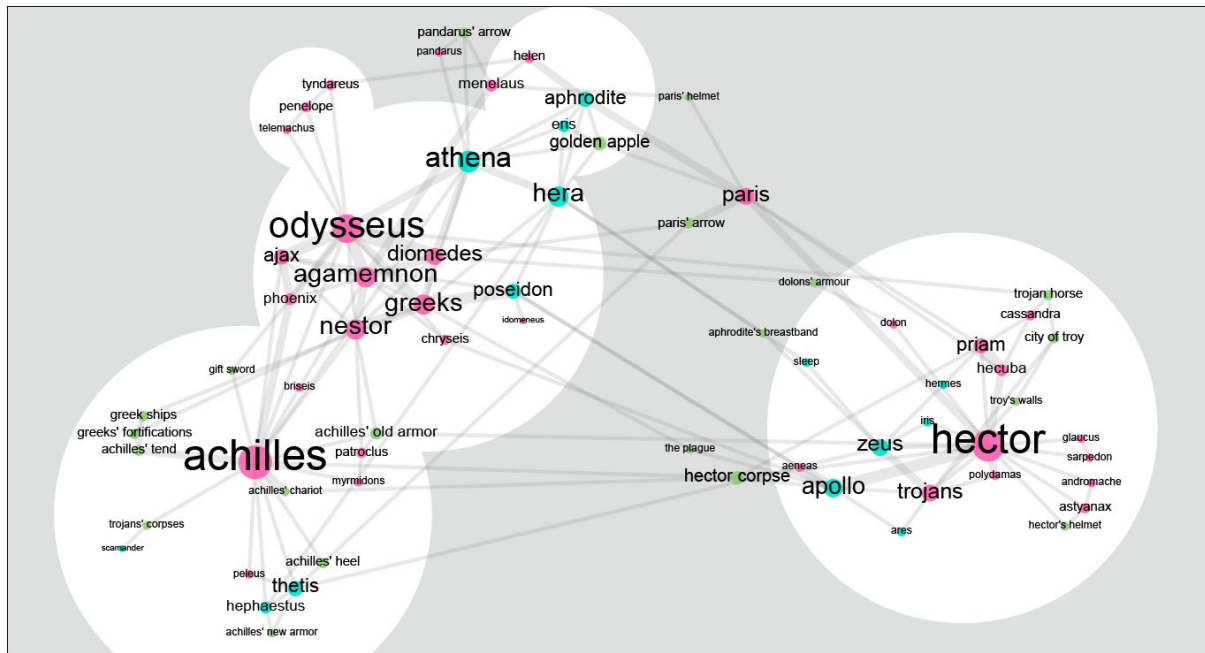 pandarus' arrow
pandarus
helen
tyndareus
menelaus
penelope
aphrodite
paris' helmet
telemachus
eris
golden apple
athena
hera
paris
odysseus
paris' arrow
ajax
diomedes
agamemnon
dolons' armour
poseidon
phoenix
greeks
trojan horse
nestor
idomeneus
dolon
cassandra
chryseis
aphrodite's breastband
city of troy
priam
gift sword
sleep
hecuba
briseis
hermes
troy's walls
greek ships
greeks' fortifications
achilles' old armor
iris
achilles' tend
patroclus
the plague
zeus
hector
glaucus
achilles
sarpedon
aeneas
hector corpse
polydamas
myrmidons
andromache
achilles' chariot
apollo
trojans
astyanax
trojans' corpses
ares
hector's helmet
scamander
achilles' heel
peleus
thetis
hephaestus
achilles' new armor